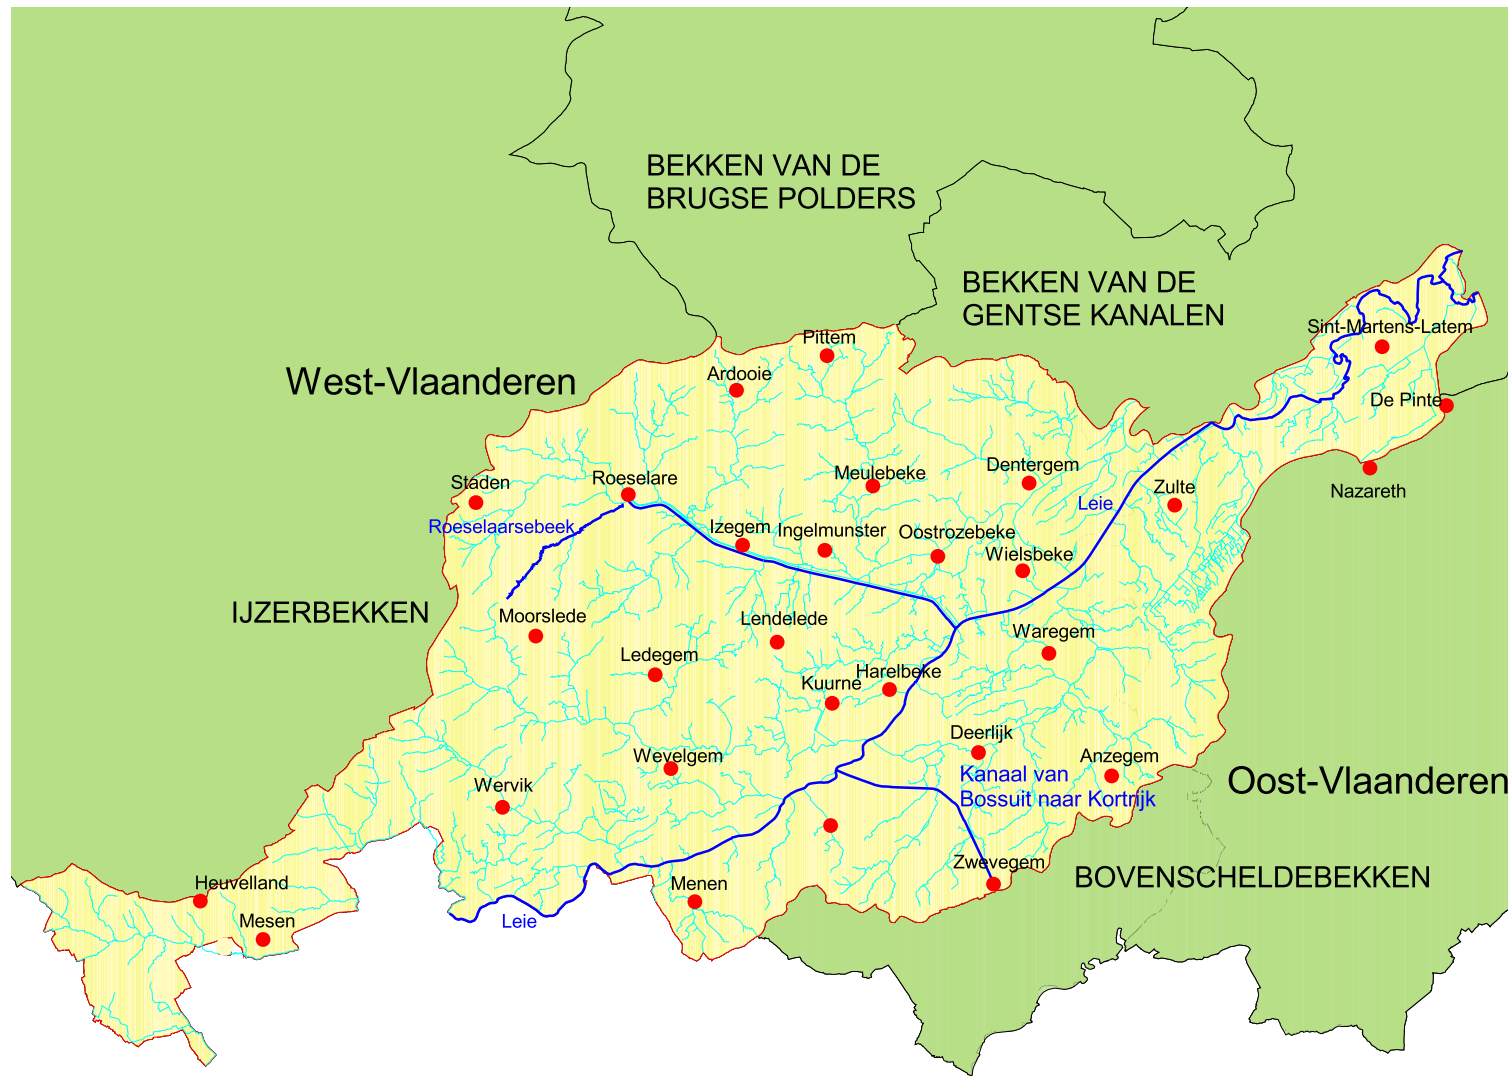 BEKKEN VAN DE
BRUGSE POLDERS
BEKKEN VAN DE
GENTSE KANALEN
Sint-Martens-Latem
Pittem
West-Vlaanderen
Ardooie
De Pinte
Meulebeke
Dentergem
Roeselare
Staden
Zulte
Nazareth
Leie
Roeselaarsebeek
Izegem
Ingelmunster
Oostrozebeke
Wielsbeke
IJZERBEKKEN
Moorslede
Lendelede
Waregem
Ledegem
Harelbeke
Kuurne
Deerlijk
Wevelgem
Anzegem
Kanaal van
Bossuit naar Kortrijk
Oost-Vlaanderen
Wervik
Zwevegem
BOVENSCHELDEBEKKEN
Heuvelland
Menen
Mesen
Leie